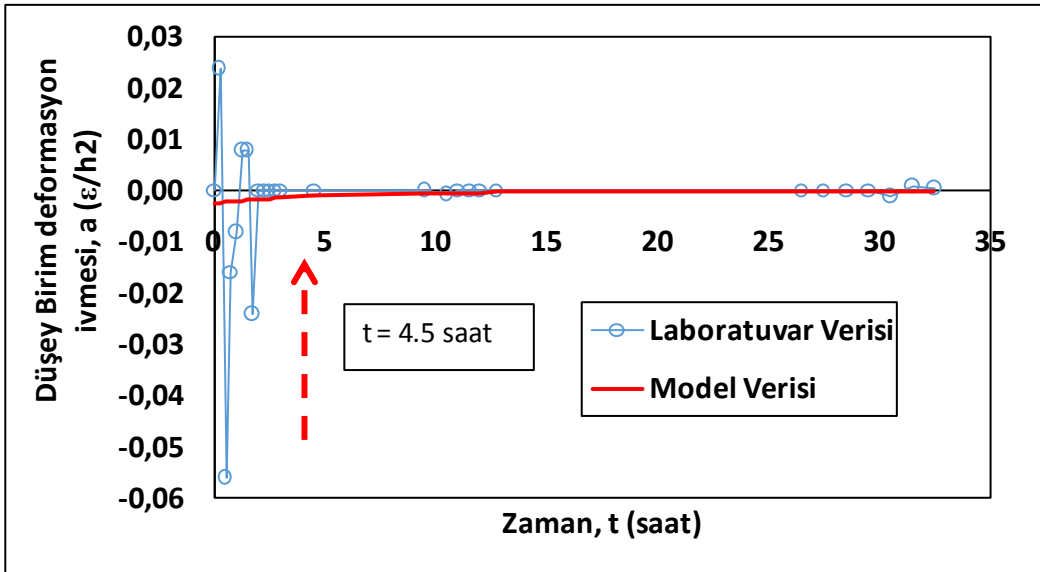 0,03
0,02
0,01
0,00
-0,01
-0,02
-0,03
-0,04
-0,05
-0,06
0 5 10 15 20 25 30 35
Düşey Birim deformasyon
ivmesi, a (ε/h2)
Zaman, t (saat)
t = 4.5 saat
Laboratuvar Verisi
Model Verisi